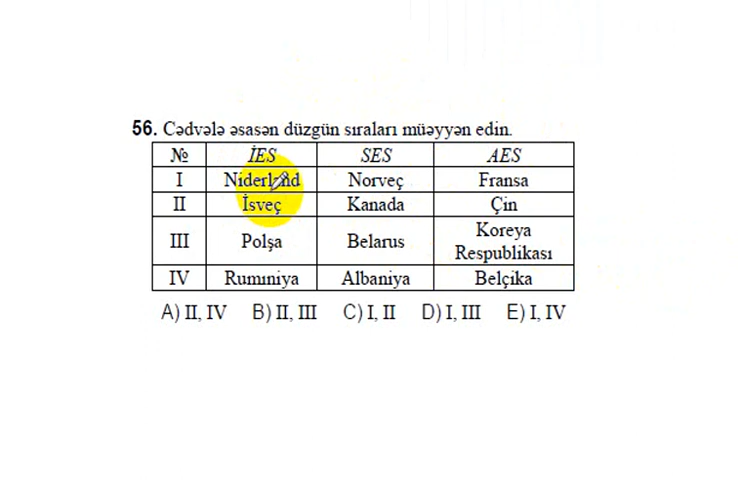 56. Cədvələ əsasən düzgün sıraları müəyyən edin.
№ İES SES AES
I Niderland Norveç Fransa
II İsveç Kanada Çin
III Polşa Belarus Koreya Respublikası
IV Rumıniya Albaniya Belçika
A) II, IV B) II, III C) I, II D) I, III E) I, IV